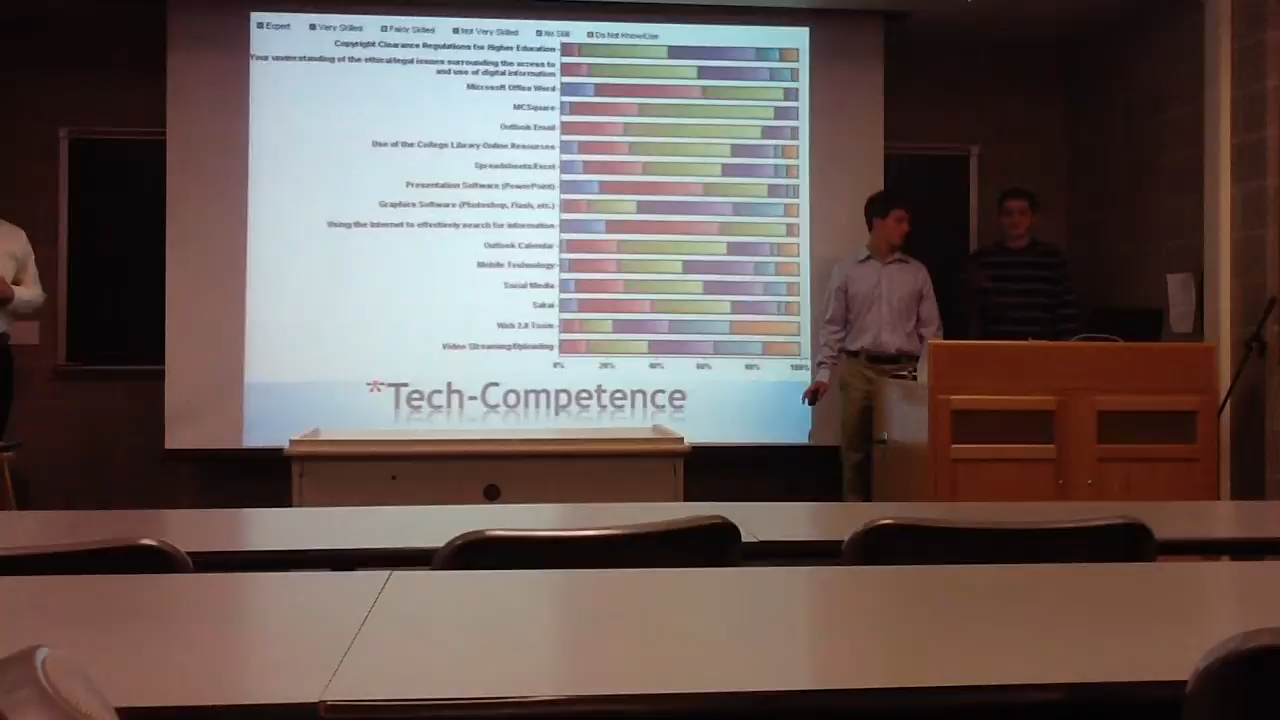 Expert Very Skilled Fairly Skilled Not Very Skilled No Skill Do Not Know/Use
Copyright Clearance Regulations for Higher Education
Your understanding of the ethical/legal issues surrounding the access to
and use of digital information
Microsoft Office Word
MCSquare
Outlook Email
Use of the College Library Online Resources
Spreadsheets/Excel
Presentation Software (PowerPoint)
Graphics Software (Photoshop, Flash, etc.)
Using the Internet to effectively search for information
Outlook Calendar
Mobile Technology
Social Media
Sakai
Web 2.0 Tools
Video Streaming/Uploading
0% 20% 40% 60% 80% 100%
*Tech-Competence